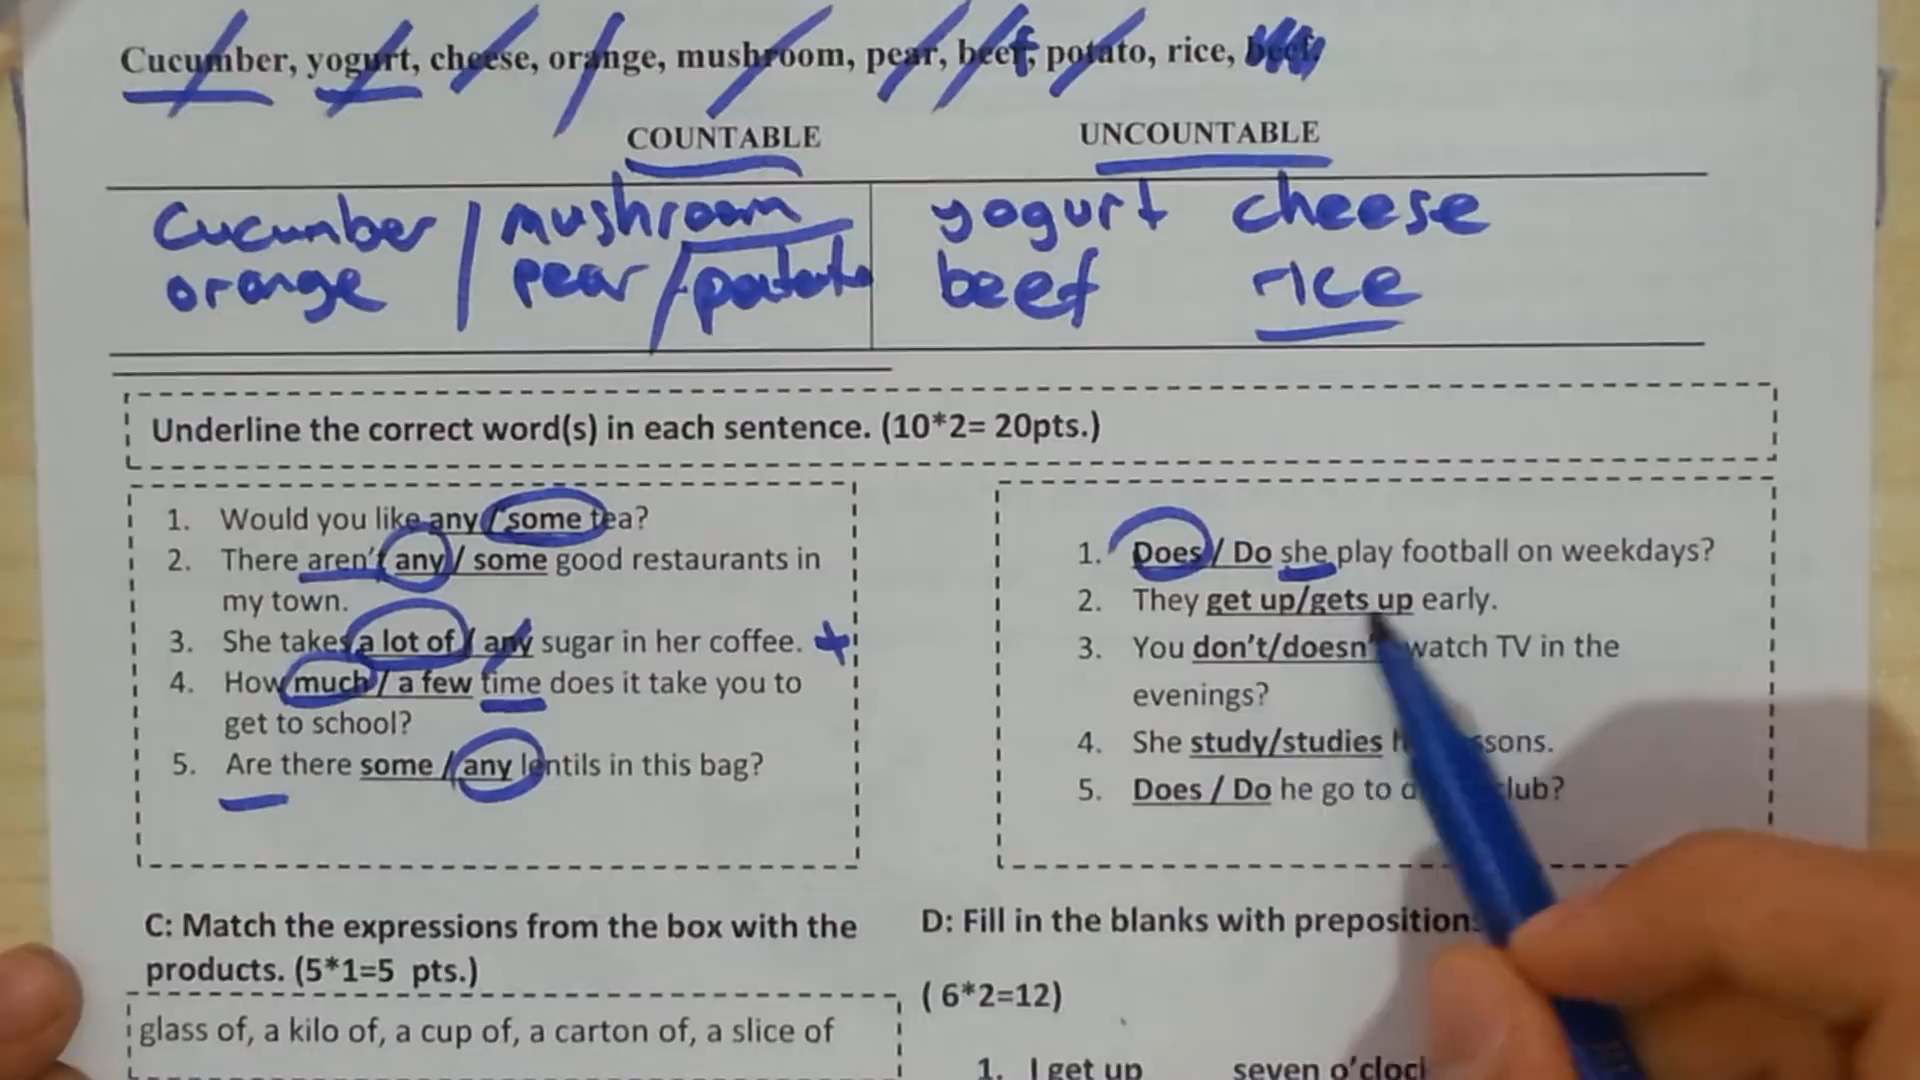 Cucumber, yogurt, cheese, orange, mushroom, pear, beef, potato, rice,
COUNTABLE UNCOUNTABLE
cucumber / mushroom yogurt cheese
orange / pear / beef rice
Underline the correct word(s) in each sentence. (10*2= 20pts.)
1. Would you like any / some tea?
2. There aren't any / some good restaurants in
my town.
3. She takes a lot of / any sugar in her coffee. +
4. How much / a few time does it take you to
get to school?
5. Are there some / any lentils in this bag?
1. Does / Do she play football on weekdays?
2. They get up/gets up early.
3. You don't/doesn't watch TV in the
evenings?
4. She study/studies
5. Does / Do he go to
C: Match the expressions from the box with the
products. (5*1=5 pts.)
glass of, a kilo of, a cup of, a carton of, a slice of
D: Fill in the blanks with prepositions
( 6*2=12)
1. I get up seven o'clock